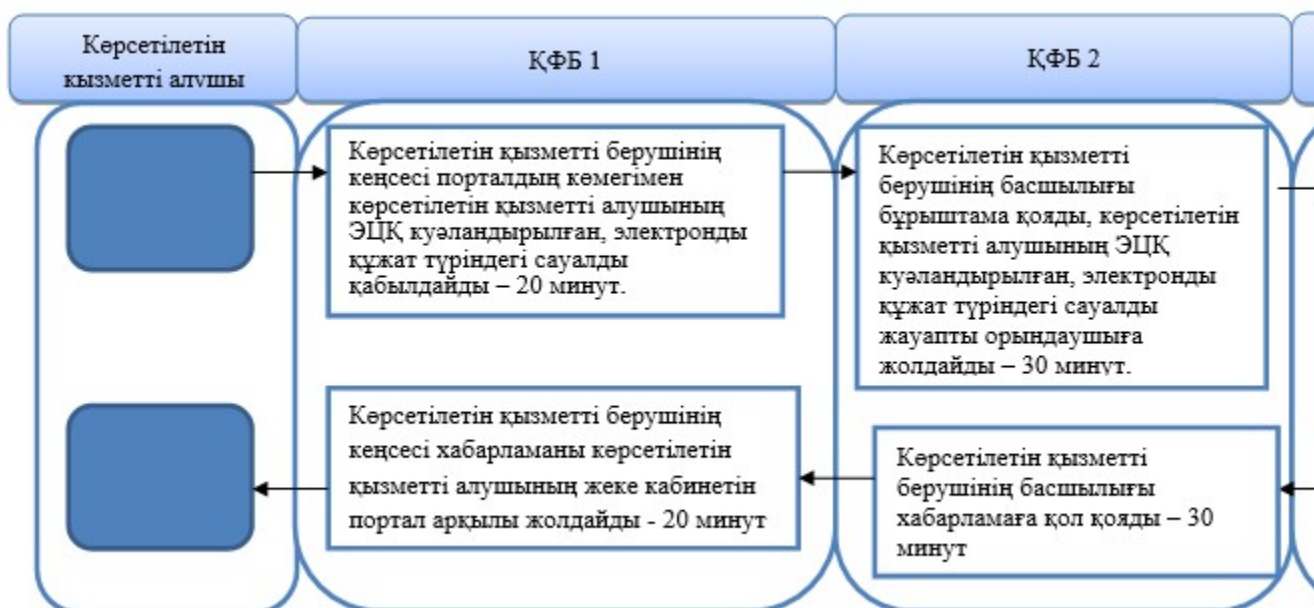 Көрсетілетін
қызметті алушы
ҚФБ 1
ҚФБ 2
Көрсетілетін қызметті берушінің
кеңсесі порталдың көмегімен
көрсетілетін қызметті алушының
ЭЦҚ куәландырылған, электронды
құжат түріндегі сауалды
қабылдайды – 20 минут.
Көрсетілетін қызметті
берушінің басшылығы
бұрыштама қояды, көрсетілетін
қызметті алушының ЭЦҚ
куәландырылған, электронды
құжат түріндегі сауалды
жауапты орындаушыға
жолдайды – 30 минут.
Көрсетілетін қызметті берушінің
кеңсесі хабарламаны көрсетілетін
қызметті алушының жеке кабинетін
портал арқылы жолдайды - 20 минут
Көрсетілетін қызметті
берушінің басшылығы
хабарламаға қол қояды – 30
минут